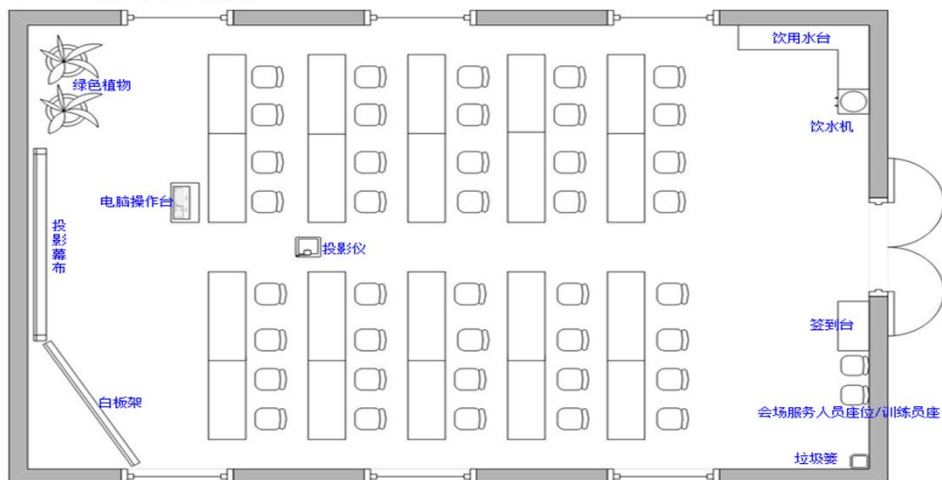 饮用水台
绿色植物
饮水机
电脑操作台
投影幕布
投影仪
签到台
白板架
会场服务人员座位/训练员座
垃圾篓